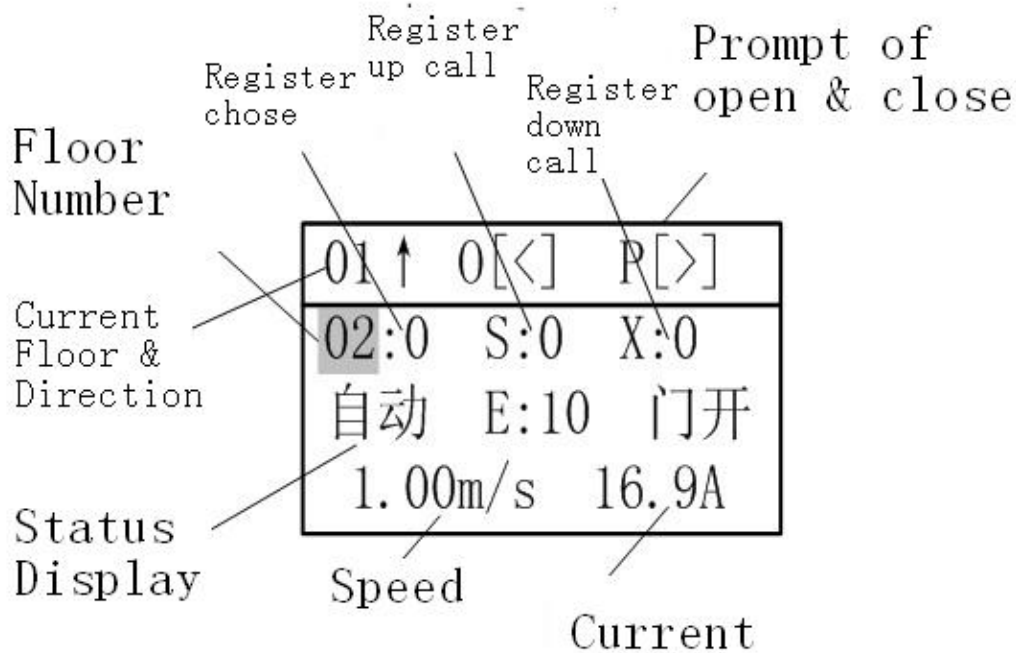 Register
up call
Prompt of
open & close
Register
chose
Register
down
call
Floor
Number
01↑ O[<] P[>]
Current
Floor &
Direction
02:0 S:0 X:0
自动 E:10 门开
1.00m/s 16.9A
Status
Display
Speed
Current